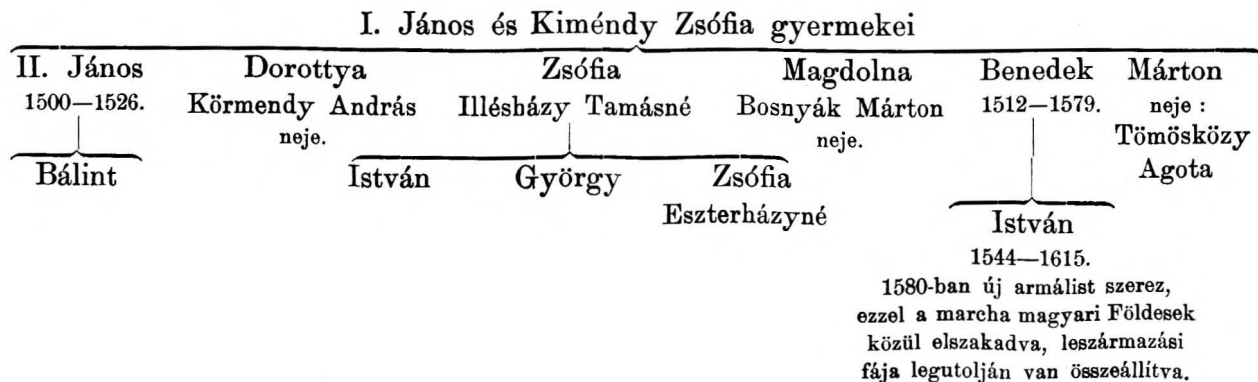 I. János és Kiméndy Zsófia gyermekei
II. János Dorottya Zsófia Magdolna Benedek Márton
1500—1526. Körmendy András Illésházy Tamásné Bosnyák Márton 1512—1579. neje :
neje. neje. Tömösközy
Bálint István György Zsófia Agota
Eszterházyné István
1544—1615.
1580-ban új armálist szerez,
ezzel a marcha magyari Földesek
közül elszakadva, leszármazási
fája legutolján van összeállítva.